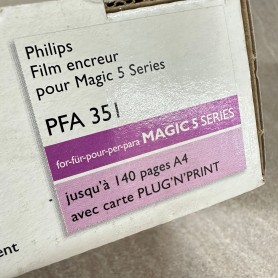 Philips
Film encreur
pour Magic 5 Series
PFA 351
for-für-pour-per-para MAGIC 5 SERIES
jusqu'à 140 pages A4
avec carte PLUG'N'PRINT
ent